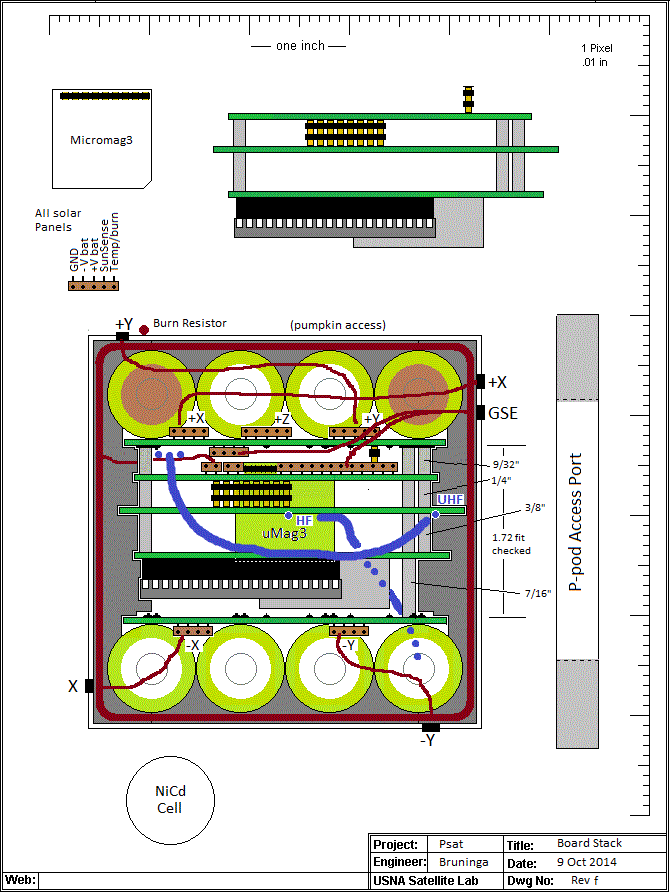 one inch
1 Pixel
.01 in
Micromag3
All solar
Panels
GND
- V bat
+V bat
SunSense
Temp/burn
+Y
Burn Resistor
(pumpkin access)
+X
GSE
+X
+Z
+Y
9/32"
1/4"
UHF
3/8"
HF
uMag3
1.72 fit
checked
7/16"
P-pod Access Port
-X
-Y
X
-Y
NiCd
Cell
Project: Psat Title: Board Stack
Engineer: Bruninga Date: 9 Oct 2014
Web: USNA Satellite Lab Dwg No: Rev f